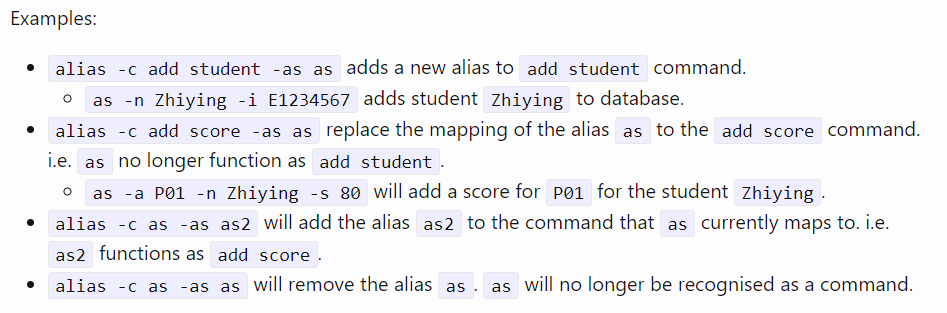 Examples:
alias -c add student -as as adds a new alias to add student command.
as -n Zhiying -i E1234567 adds student Zhiying to database.
alias -c add score -as as replace the mapping of the alias as to the add score command.
i.e. as no longer function as add student.
as -a P01 -n Zhiying -s 80 will add a score for P01 for the student Zhiying.
alias -c as -as as2 will add the alias as2 to the command that as currently maps to. i.e.
as2 functions as add score.
alias -c as -as as will remove the alias as. as will no longer be recognised as a command.